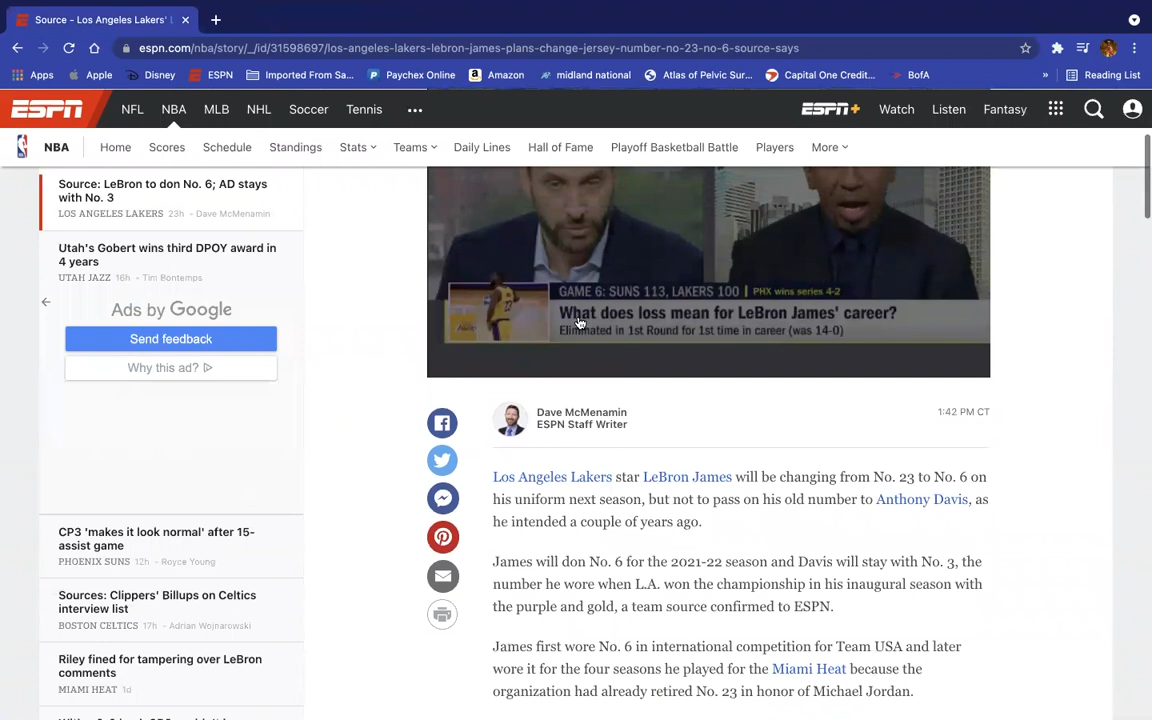 Source - Los Angeles Lakers' L
espn.com/nba/story/_/id/31598697/los-angeles-lakers-lebron-james-plans-change-jersey-number-no-23-no-6-source-says
Apps Apple Disney ESPN Imported From Sa... Paychex Online Amazon midland national Atlas of Pelvic Sur... Capital One Credit... BofA » Reading List
ESPN NFL NBA MLB NHL Soccer Tennis ••• ESPN+ Watch Listen Fantasy
NBA Home Scores Schedule Standings Stats Teams Daily Lines Hall of Fame Playoff Basketball Battle Players More
Source: LeBron to don No. 6; AD stays
with No. 3
LOS ANGELES LAKERS 23h - Dave McMenamin
Utah's Gobert wins third DPOY award in
4 years
UTAH JAZZ 16h - Tim Bontemps
Ads by Google
Send feedback
Why this ad?
CP3 'makes it look normal' after 15-
assist game
PHOENIX SUNS 12h - Royce Young
Sources: Clippers' Billups on Celtics
interview list
BOSTON CELTICS 17h - Adrian Wojnarowski
Riley fined for tampering over LeBron
comments
MIAMI HEAT 1d
GAME 6: SUNS 113, LAKERS 100 | PHX wins series 4-2
What does loss mean for LeBron James' career?
Eliminated in 1st Round for 1st time in career (was 14-0)
Dave McMenamin
ESPN Staff Writer
1:42 PM CT
Los Angeles Lakers star LeBron James will be changing from No. 23 to No. 6 on
his uniform next season, but not to pass on his old number to Anthony Davis, as
he intended a couple of years ago.
James will don No. 6 for the 2021-22 season and Davis will stay with No. 3, the
number he wore when L.A. won the championship in his inaugural season with
the purple and gold, a team source confirmed to ESPN.
James first wore No. 6 in international competition for Team USA and later
wore it for the four seasons he played for the Miami Heat because the
organization had already retired No. 23 in honor of Michael Jordan.